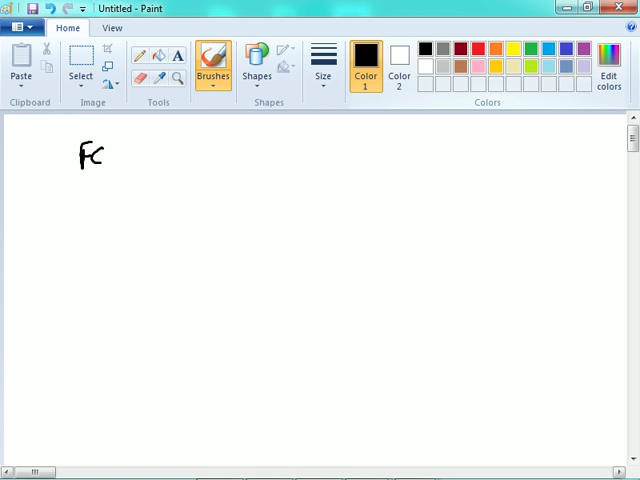 Untitled - Paint
Home View
Paste Select Brushes Shapes Size Color 1 Color 2 Edit colors
Clipboard Image Tools Shapes Colors
FC